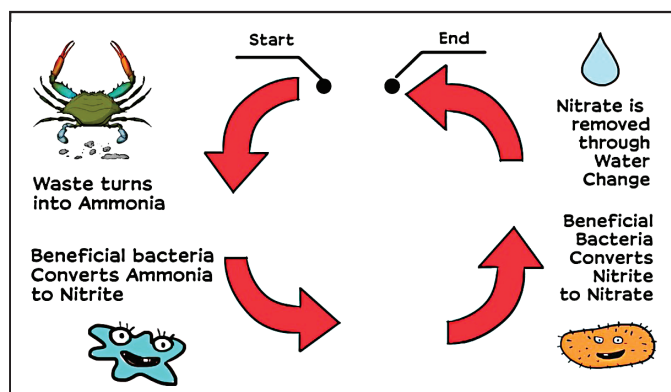 Start
End
Waste turns
into Ammonia
Beneficial bacteria
Converts Ammonia
to Nitrite
Beneficial
Bacteria
Converts
Nitrite
to Nitrate
Nitrate is
removed
through
Water
Change